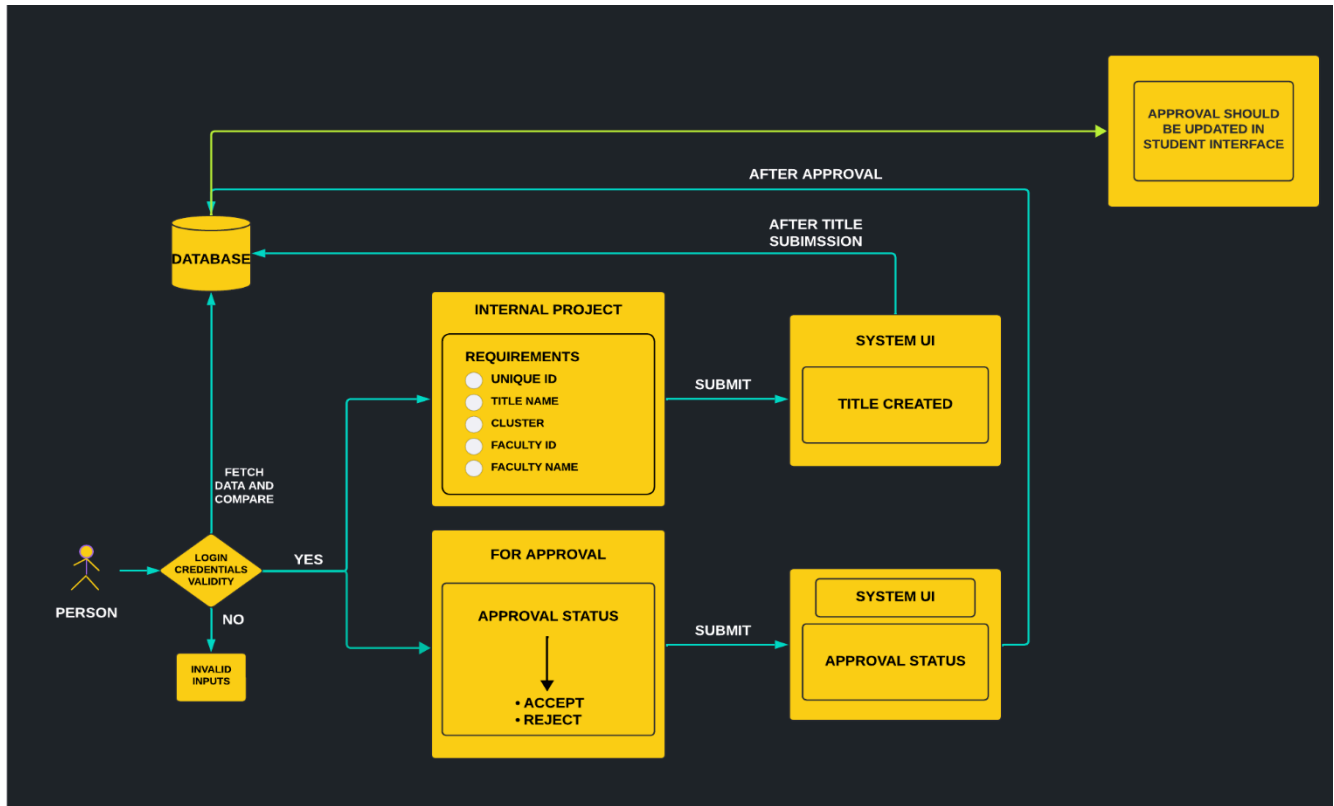 APPROVAL SHOULD
BE UPDATED IN
STUDENT INTERFACE
AFTER APPROVAL
AFTER TITLE
SUBIMSSION
DATABASE
INTERNAL PROJECT
REQUIREMENTS
UNIQUE ID
TITLE NAME
CLUSTER
FACULTY ID
FACULTY NAME
SUBMIT
SYSTEM UI
TITLE CREATED
FETCH
DATA AND
COMPARE
PERSON
LOGIN
CREDENTIALS
VALIDITY
YES
NO
INVALID
INPUTS
FOR APPROVAL
APPROVAL STATUS
• ACCEPT
• REJECT
SUBMIT
SYSTEM UI
APPROVAL STATUS